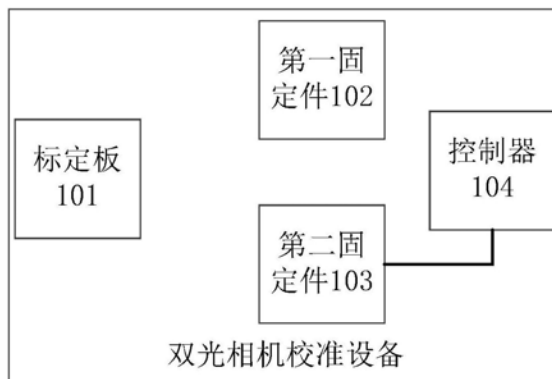 第一固
定件102
标定板
101
控制器
104
第二固
定件103
双光相机校准设备